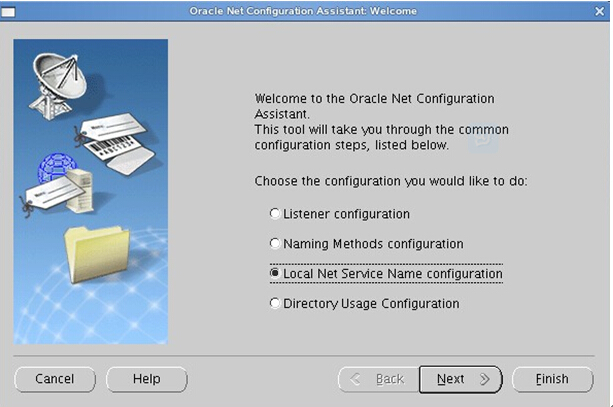 Oracle Net Configuration Assistant: Welcome
Welcome to the Oracle Net Configuration
Assistant.
This tool will take you through the common
configuration steps, listed below.
Choose the configuration you would like to do:
Listener configuration
Naming Methods configuration
Local Net Service Name configuration
Directory Usage Configuration
Cancel
Help
Back
Next
Finish